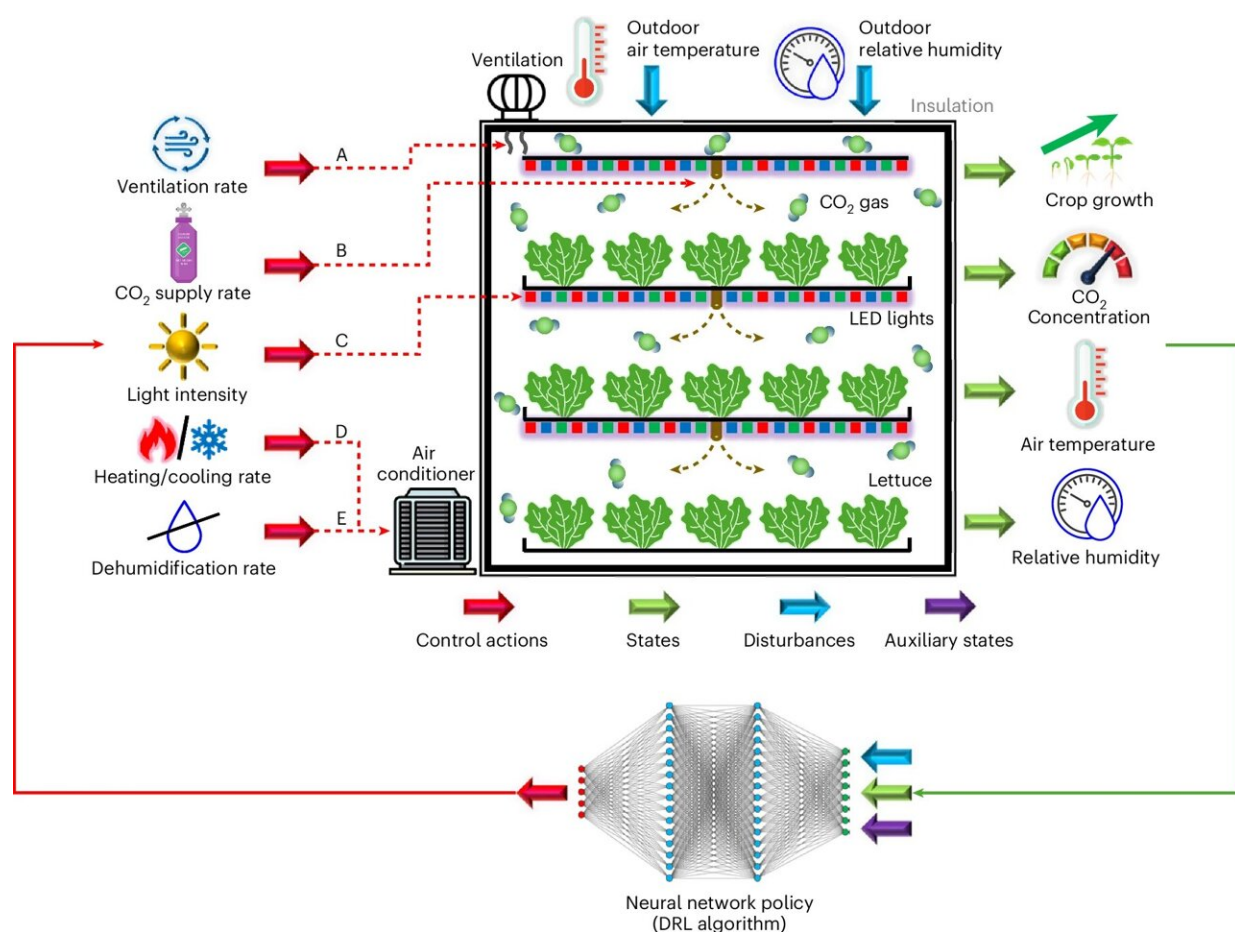 Outdoor
air temperature
Outdoor
relative humidity
Ventilation
Insulation
A
Ventilation rate
Crop growth
CO₂ gas
B
CO₂ supply rate
CO₂
Concentration
LED lights
C
Light intensity
D
Heating/cooling rate
Air
conditioner
Air temperature
Lettuce
E
Dehumidification rate
Relative humidity
Control actions
States
Disturbances
Auxiliary states
Neural network policy
(DRL algorithm)